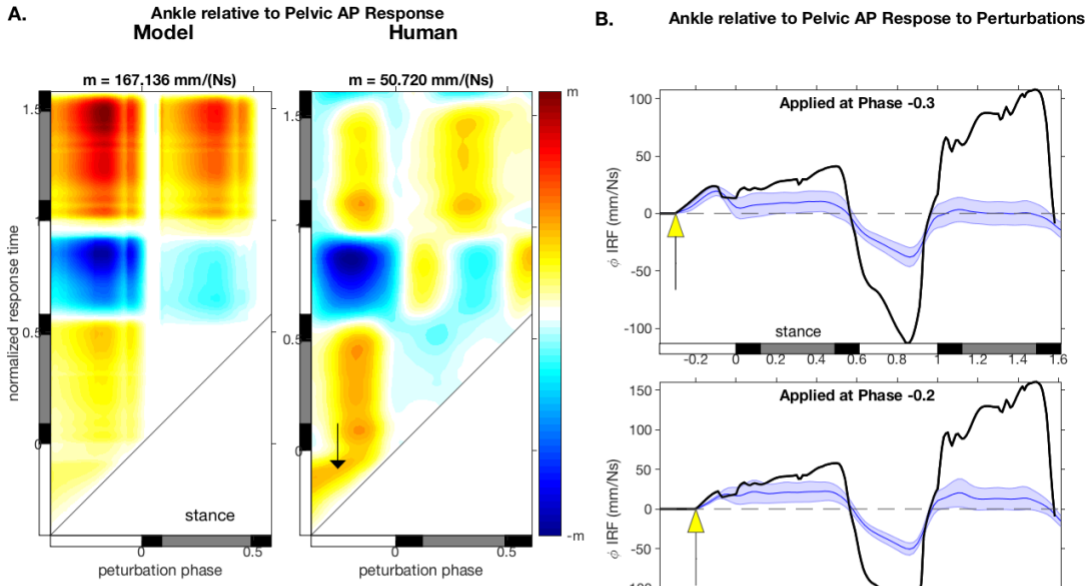 A.
Ankle relative to Pelvic AP Response
Model
Human
m = 167.136 mm/(Ns)
m = 50.720 mm/(Ns)
normalized response time
1.5
1
0.5
0
stance
0
0.5
peturbation phase
1.5
1
0.5
0
0
0.5
peturbation phase
m
-m
B.
Ankle relative to Pelvic AP Respose to Perturbations
Applied at Phase -0.3
ϕ IRF (mm/Ns)
100
50
0
-50
-100
stance
-0.2 0 0.2 0.4 0.6 0.8 1 1.2 1.4 1.6
Applied at Phase -0.2
ϕ IRF (mm/Ns)
150
100
50
0
-50